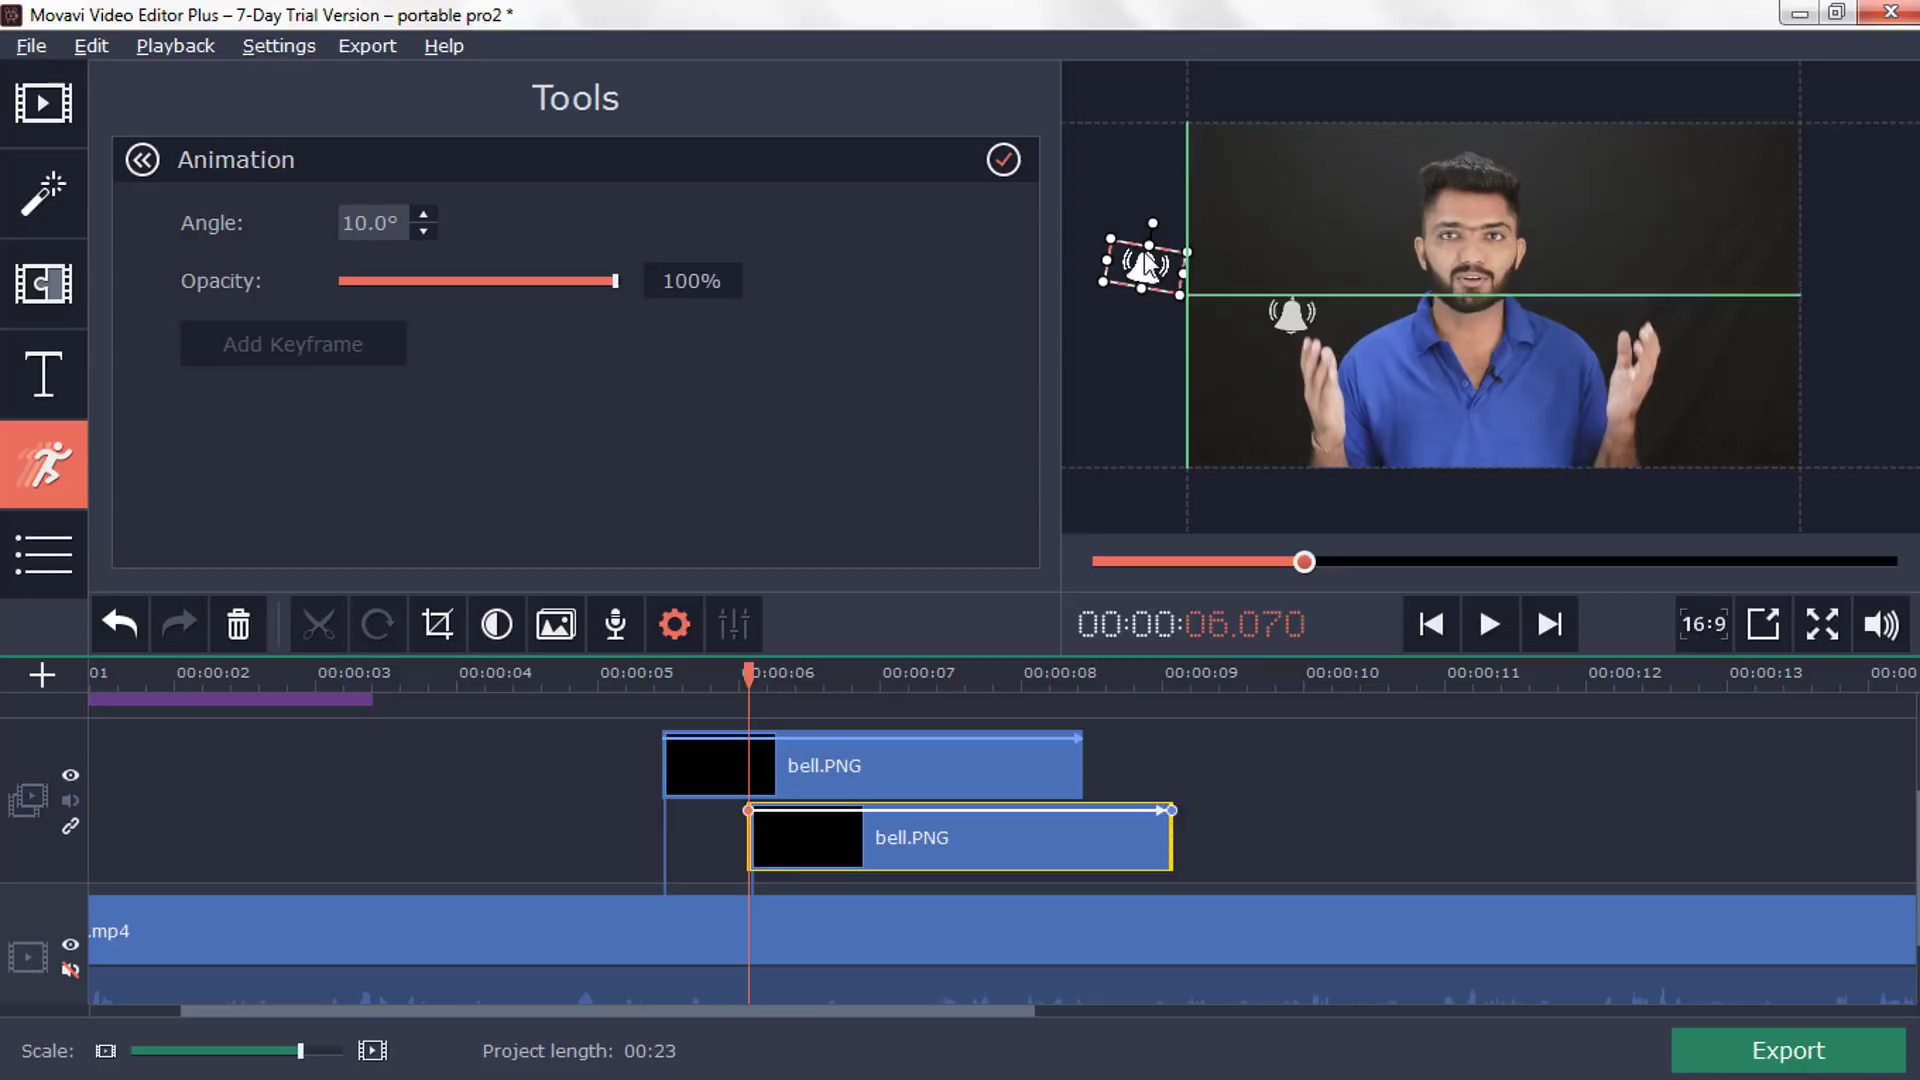 Movavi Video Editor Plus – 7-Day Trial Version – portable pro2 *
File Edit Playback Settings Export Help
Tools
Animation
Angle: 10.0°
Opacity: 100%
Add Keyframe
00:00:06.070
16:9
01 00:00:02 00:00:03 00:00:04 00:00:05 00:00:06 00:00:07 00:00:08 00:00:09 00:00:10 00:00:11 00:00:12 00:00:13 00:00
bell.PNG
bell.PNG
.mp4
Scale: Project length: 00:23
Export